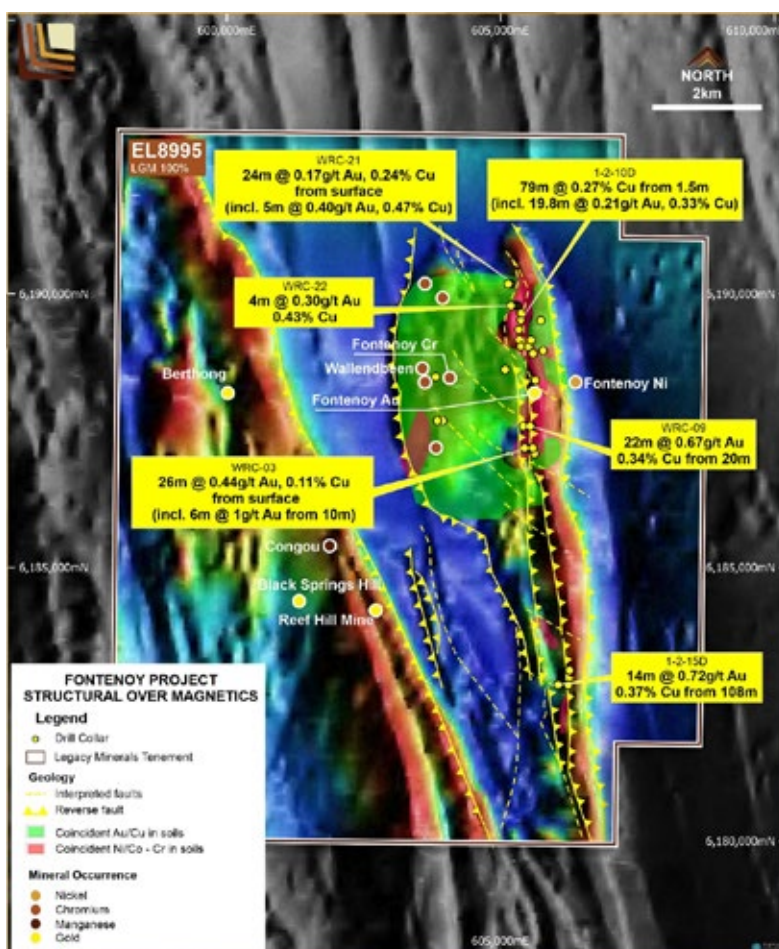 600,000mE
605,000mE
610,000mE
NORTH
2km
EL8995
LGM 100%
WRC-21
24m @ 0.17g/t Au, 0.24% Cu
from surface
(incl. 5m @ 0.40g/t Au, 0.47% Cu)
1-2-10D
79m @ 0.27% Cu from 1.5m
(incl. 19.8m @ 0.21g/t Au, 0.33% Cu)
6,190,000mN
6,190,000mN
WRC-22
4m @ 0.30g/t Au
0.43% Cu
Fontenoy Cr
Wallendbeen
Berthong
Fontenoy Au
Fontenoy Ni
WRC-09
22m @ 0.67g/t Au
0.34% Cu from 20m
WRC-03
26m @ 0.44g/t Au, 0.11% Cu
from surface
(incl. 6m @ 1g/t Au from 10m)
Congou
6,185,000mN
6,185,000mN
Black Springs Hill
Reef Hill Mine
1-2-15D
14m @ 0.72g/t Au
0.37% Cu from 108m
FONTENOY PROJECT
STRUCTURAL OVER MAGNETICS
Legend
Drill Collar
Legacy Minerals Tenement
Geology
Interpreted faults
Reverse fault
Coincident Au/Cu in soils
Coincident Ni/Co - Cr in soils
Mineral Occurrence
Nickel
Chromium
Manganese
Gold
6,180,000mN
605,000mE